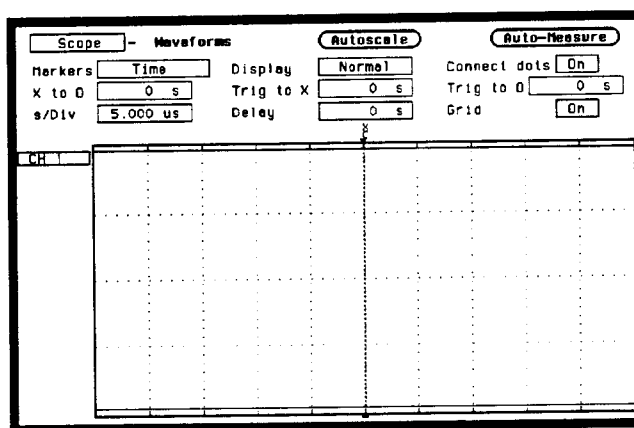 Scope - Waveforms Autoscale Auto-Measure
Markers Time Display Normal Connect dots On
X to O 0 s Trig to X 0 s Trig to O 0 s
s/Div 5.000 us Delay 0 s Grid On
CH 1